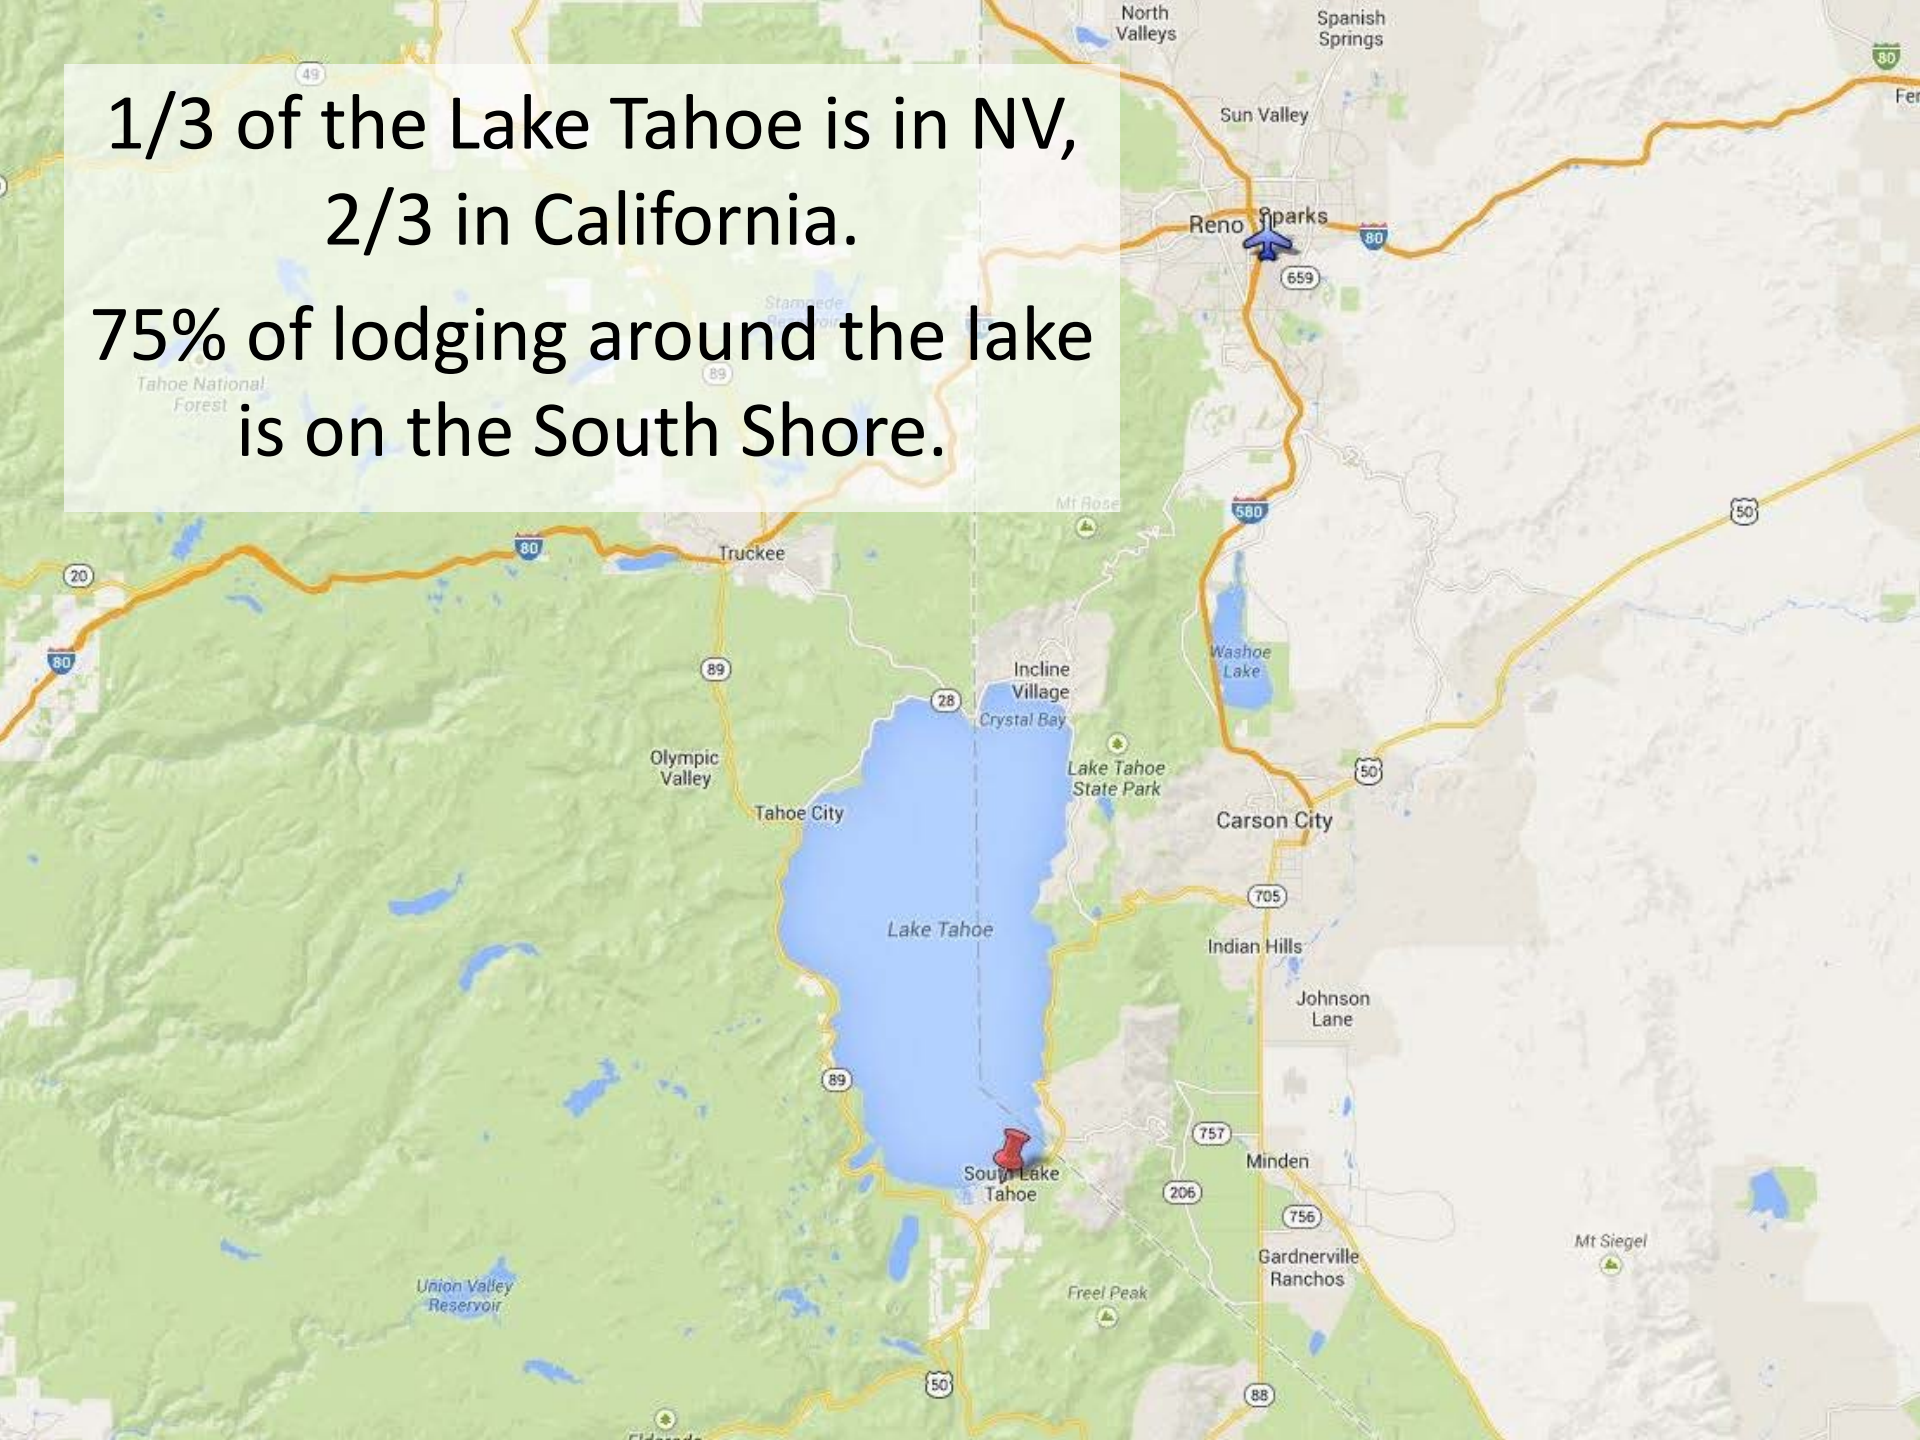 1/3 of the Lake Tahoe is in NV,
2/3 in California.
75% of lodging around the lake
is on the South Shore.
North
Valleys
Spanish
Springs
80
49
Sun Valley
Reno
Sparks
80
659
Stampede
Reservoir
Tahoe National
Forest
89
Mt Rose
580
50
80
Truckee
20
80
89
Incline
Village
28
Crystal Bay
Washoe
Lake
Olympic
Valley
Lake Tahoe
State Park
50
Tahoe City
Carson City
705
Lake Tahoe
Indian Hills
Johnson
Lane
89
757
Minden
South Lake
Tahoe
206
756
Gardnerville
Ranchos
Mt Siegel
Union Valley
Reservoir
Freel Peak
50
88